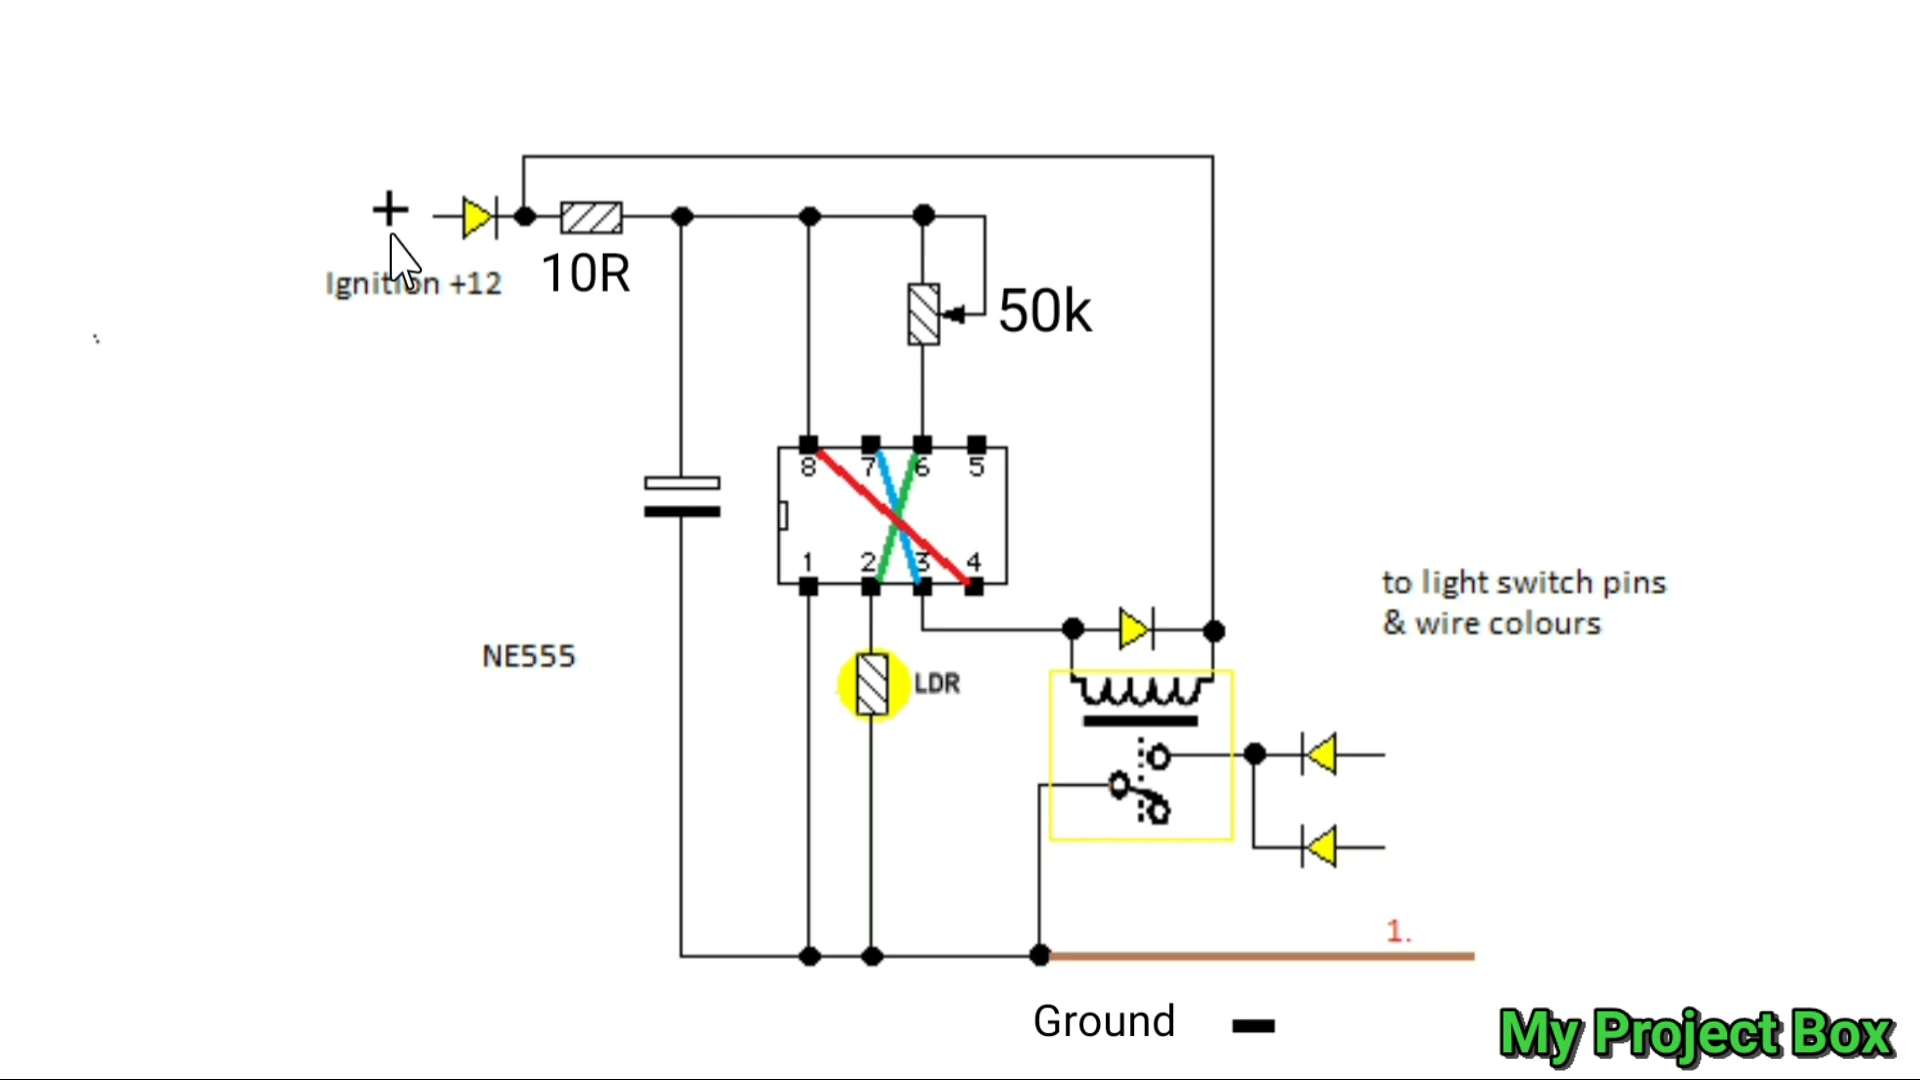 +
Ignition +12
10R
50k
8 7 6 5
1 2 3 4
to light switch pins
& wire colours
NE555
LDR
1.
Ground -
My Project Box